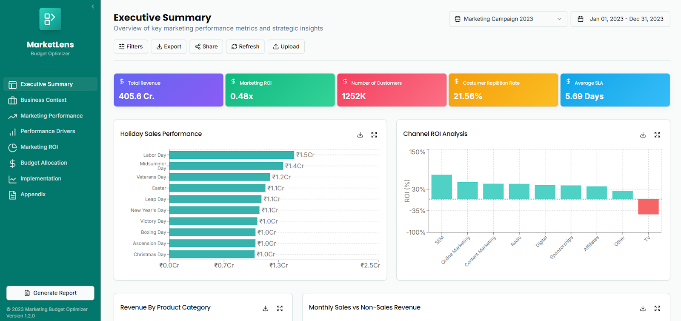 MarketLens
Budget Optimizer
Executive Summary
Business Context
Marketing Performance
Performance Drivers
Marketing ROI
Budget Allocation
Implementation
Appendix
Generate Report
© 2023 Marketing Budget Optimizer
Version 1.2.0
Executive Summary
Overview of key marketing performance metrics and strategic insights
Marketing Campaign 2023
Jan 01, 2023 - Dec 31, 2023
Filters
Export
Share
Refresh
Upload
$ Total Revenue
405.6 Cr.
$ Marketing ROI
0.48x
$ Number of Customers
1252K
$ Costumer Repitition Rate
21.56%
$ Average SLA
5.69 Days
Holiday Sales Performance
Labor Day
₹1.5Cr
Midsummer
Day
₹1.4Cr
Veterans Day
₹1.2Cr
Easter
₹1.1Cr
Leap Day
₹1.1Cr
New Year's Day
₹1.1Cr
Victory Day
₹1.0Cr
Boxing Day
₹1.0Cr
Ascension Day
₹1.0Cr
Christmas Day
₹1.0Cr
₹0.0Cr
₹0.7Cr
₹1.3Cr
₹2.5Cr
Channel ROI Analysis
ROI (%)
150%
30%
-35%
-100%
SEM
Online Marketing
Content Marketing
Radio
Digital
Sponsorships
Affiliates
Other
TV
Revenue By Product Category
Monthly Sales vs Non-Sales Revenue